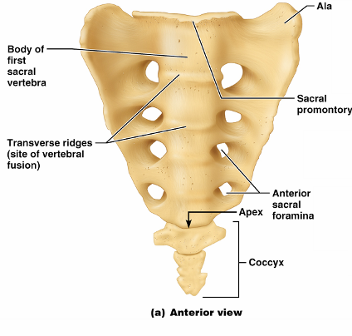 Ala
Body of
first
sacral
vertebra
Sacral
promontory
Transverse ridges
(site of vertebral
fusion)
Anterior
sacral
foramina
Apex
Coccyx
(a) Anterior view